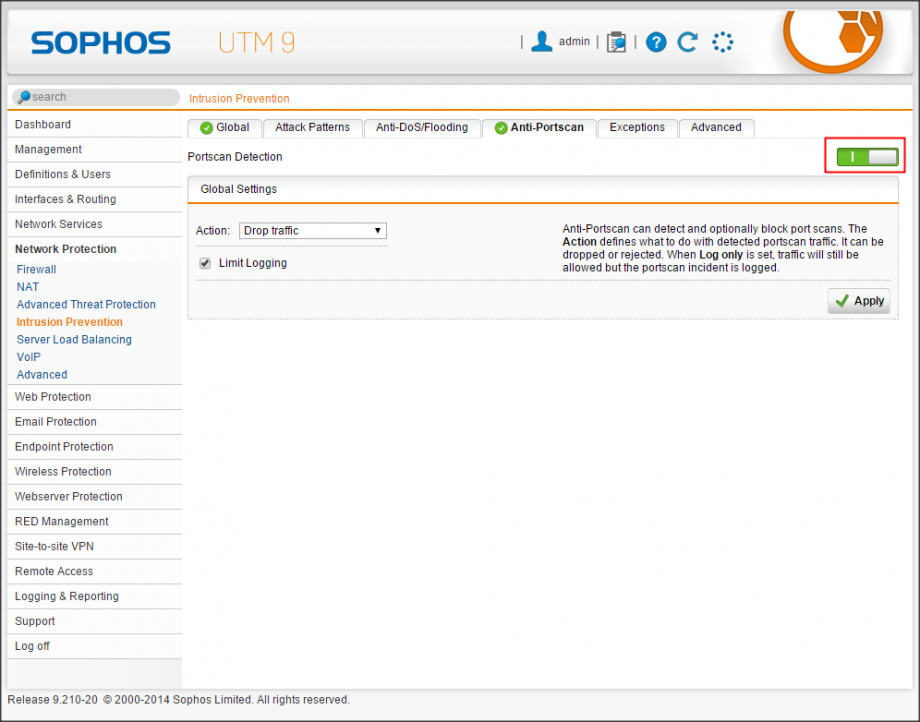 SOPHOS UTM 9
| admin | | ?
search
Intrusion Prevention
Dashboard
Management
Definitions & Users
Interfaces & Routing
Network Services
Network Protection
Firewall
NAT
Advanced Threat Protection
Intrusion Prevention
Server Load Balancing
VoIP
Advanced
Web Protection
Email Protection
Endpoint Protection
Wireless Protection
Webserver Protection
RED Management
Site-to-site VPN
Remote Access
Logging & Reporting
Support
Log off
Global Attack Patterns Anti-DoS/Flooding Anti-Portscan Exceptions Advanced
Portscan Detection
I
Global Settings
Action: Drop traffic
Limit Logging
Anti-Portscan can detect and optionally block port scans. The
Action defines what to do with detected portscan traffic. It can be
dropped or rejected. When Log only is set, traffic will still be
allowed but the portscan incident is logged.
Apply
Release 9.210-20 © 2000-2014 Sophos Limited. All rights reserved.